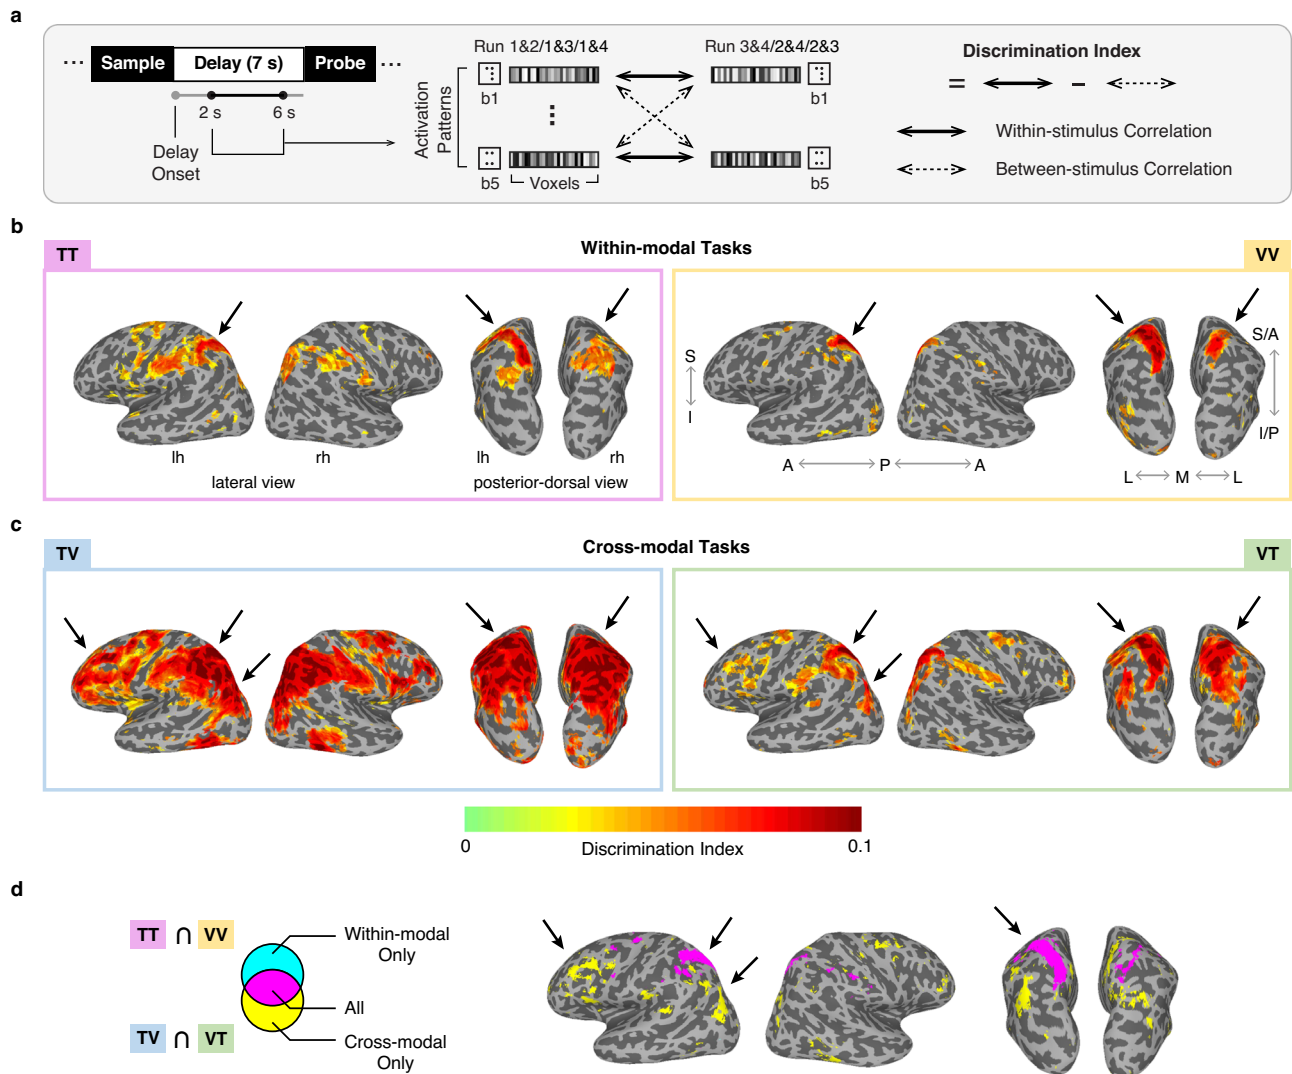 a
··· Sample Delay (7 s) Probe ···
2 s 6 s
Delay
Onset
Activation
Patterns
Run 1&2/1&3/1&4 Run 3&4/2&4/2&3
b1 b1
b5 b5
Voxels
Discrimination Index
= –
Within-stimulus Correlation
Between-stimulus Correlation
b
Within-modal Tasks
TT VV
lh rh lh rh
lateral view posterior-dorsal view
S
I
A P A
S/A
I/P
L M L
c
Cross-modal Tasks
TV VT
0 0.1
Discrimination Index
d
TT ∩ VV
TV ∩ VT
Within-modal
Only
All
Cross-modal
Only